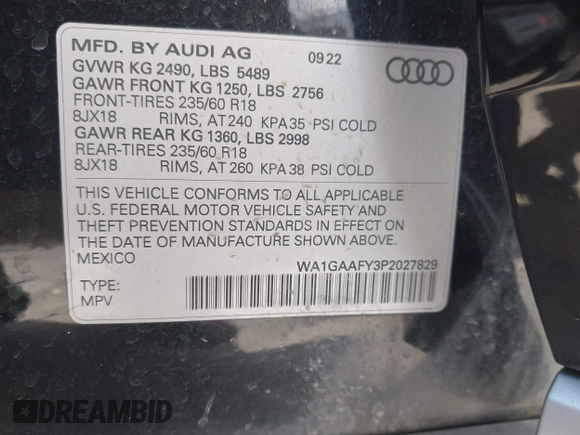 MFD. BY AUDI AG 09 22
GVWR KG 2490, LBS 5489
GAWR FRONT KG 1250, LBS 2756
FRONT-TIRES 235/60 R18
8JX18 RIMS, AT 240 KPA 35 PSI COLD
GAWR REAR KG 1360, LBS 2998
REAR-TIRES 235/60 R18
8JX18 RIMS, AT 260 KPA 38 PSI COLD
THIS VEHICLE CONFORMS TO ALL APPLICABLE
U.S. FEDERAL MOTOR VEHICLE SAFETY AND
THEFT PREVENTION STANDARDS IN EFFECT ON
THE DATE OF MANUFACTURE SHOWN ABOVE.
MEXICO
WA1GAAFY3P2027829
TYPE:
MPV
DREAMBID